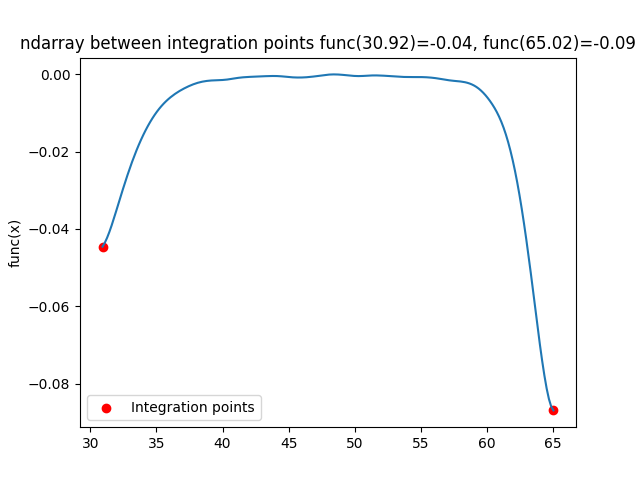 ndarray between integration points func(30.92)=-0.04, func(65.02)=-0.09
0.00
−0.02
−0.04
−0.06
−0.08
func(x)
Integration points
30 35 40 45 50 55 60 65